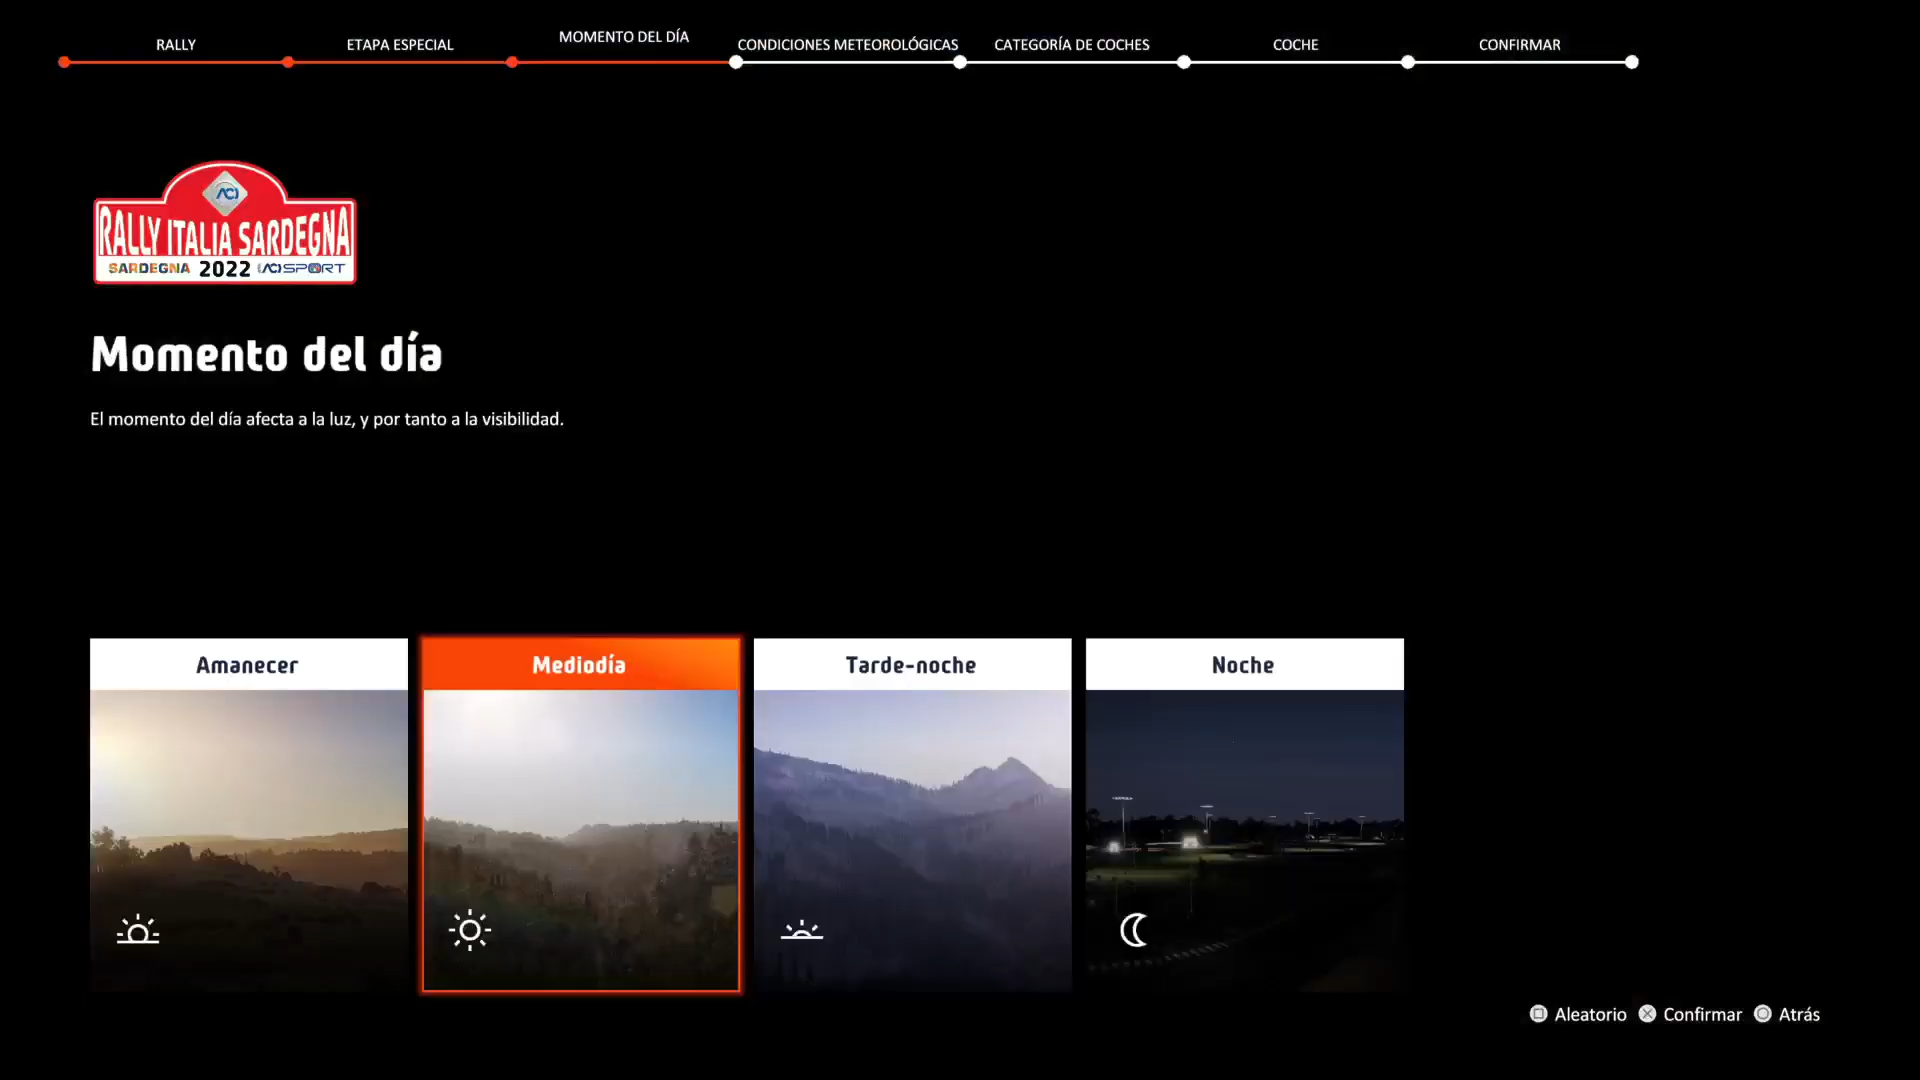 RALLY
ETAPA ESPECIAL
MOMENTO DEL DÍA
CONDICIONES METEOROLÓGICAS
CATEGORÍA DE COCHES
COCHE
CONFIRMAR
ACI
RALLY ITALIA SARDEGNA
SARDEGNA 2022 ACI SPORT
Momento del día
El momento del día afecta a la luz, y por tanto a la visibilidad.
Amanecer
Mediodía
Tarde-noche
Noche
Aleatorio Confirmar Atrás